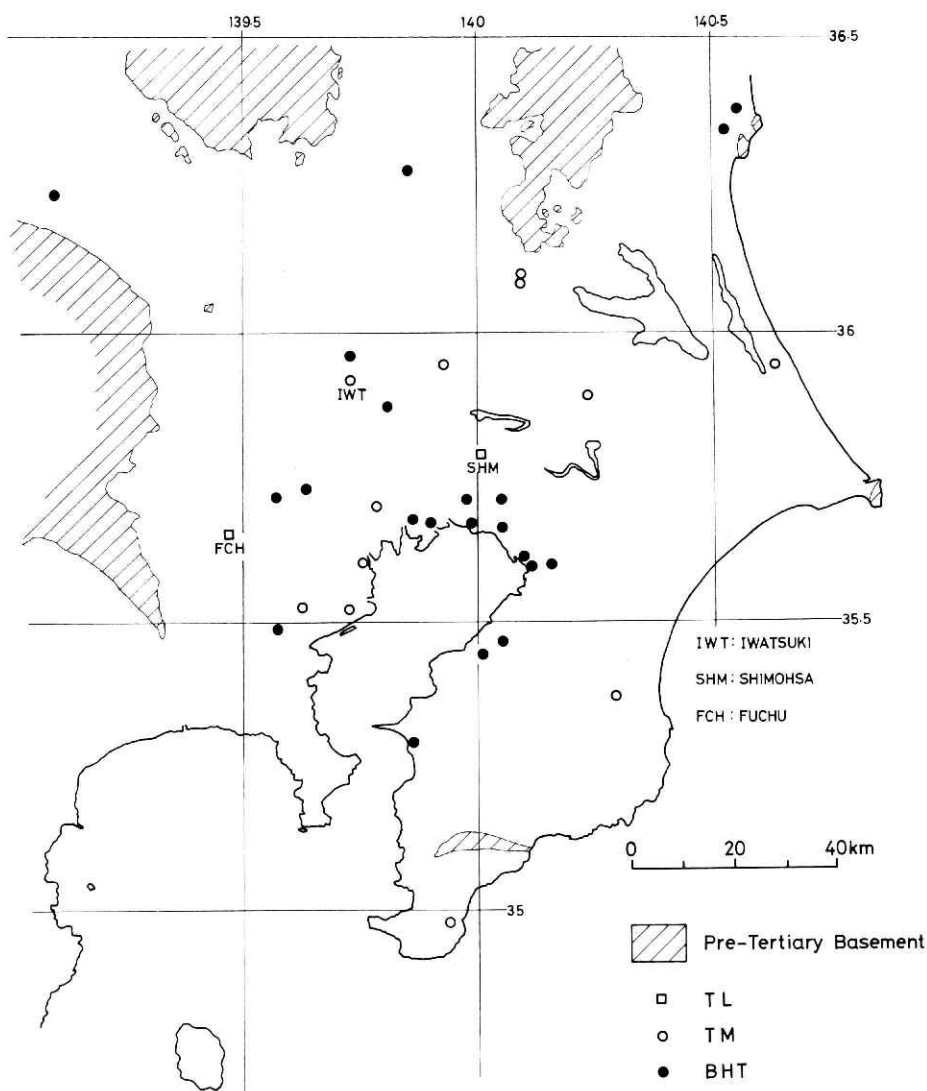 139.5
140
140.5
36.5
36
IWT
SHM
FCH
35.5
IWT: IWATSUKI
SHM: SHIMOHSA
FCH: FUCHU
0 20 40km
35
Pre-Tertiary Basement
TL
TM
BHT